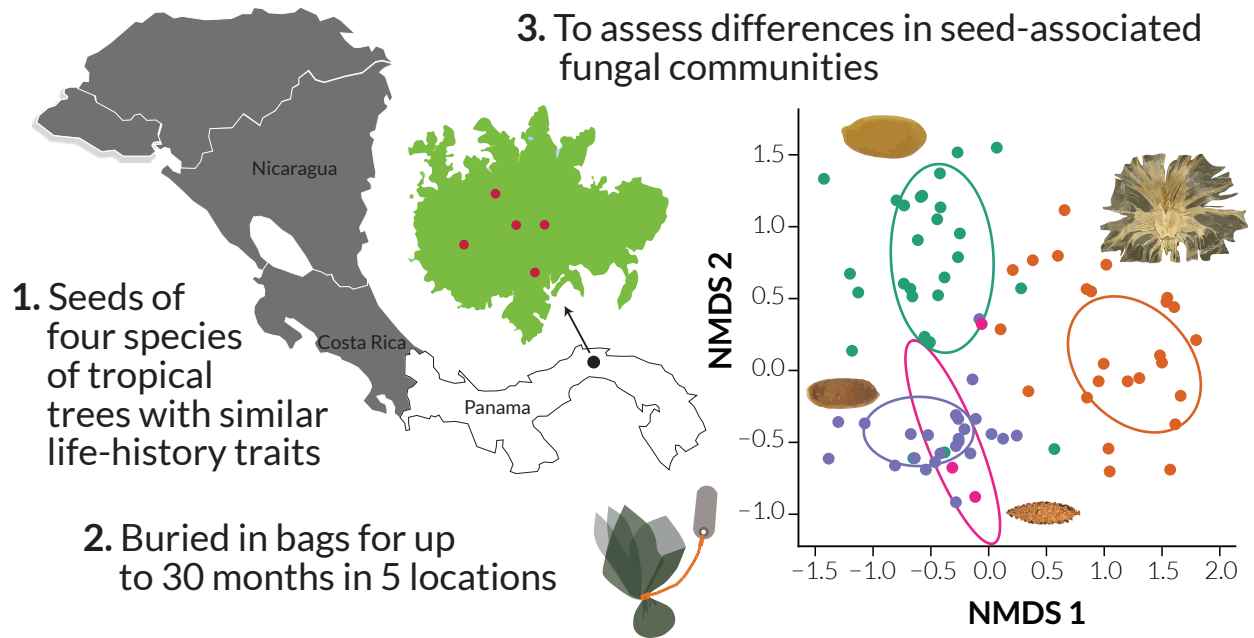 3. To assess differences in seed-associated
fungal communities
Nicaragua
Costa Rica
Panama
1. Seeds of
four species
of tropical
trees with similar
life-history traits
2. Buried in bags for up
to 30 months in 5 locations
NMDS 2
1.5
1.0
0.5
0.0
−0.5
−1.0
−1.5 −1.0 −0.5 0.0 0.5 1.0 1.5 2.0
NMDS 1